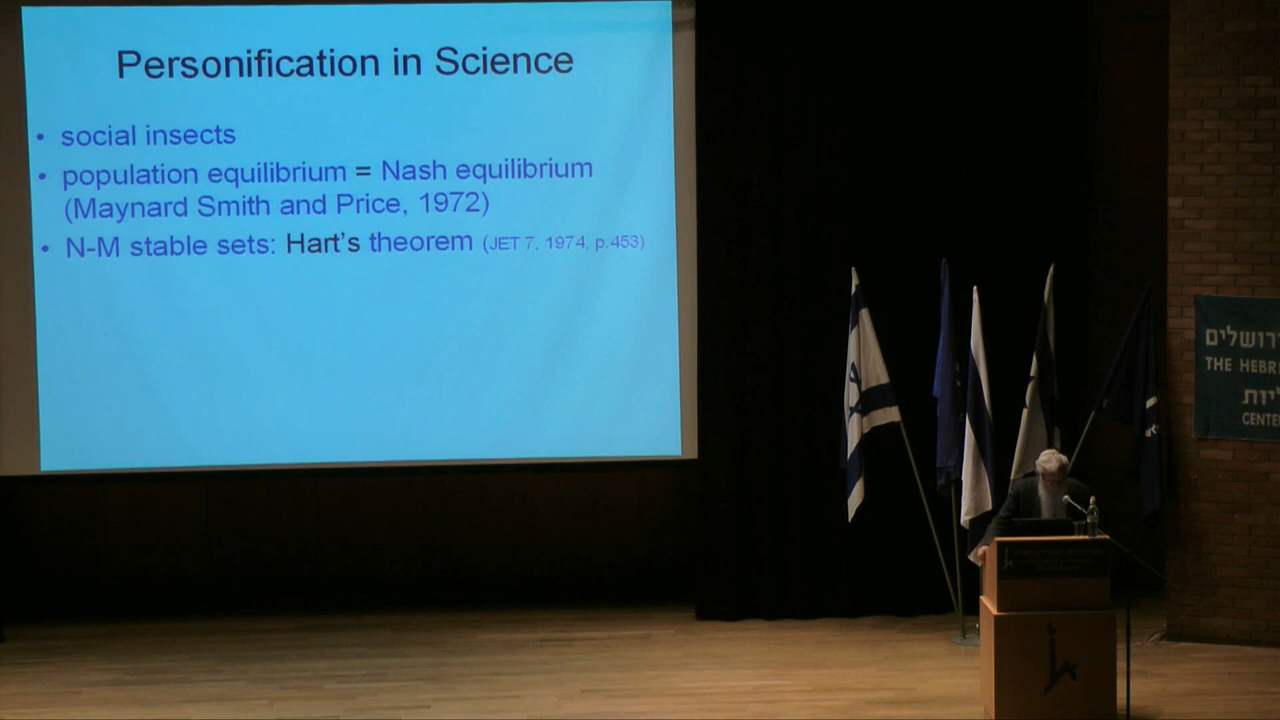 Personification in Science
• social insects
• population equilibrium = Nash equilibrium
(Maynard Smith and Price, 1972)
• N-M stable sets: Hart's theorem (JET 7, 1974, p.453)
ירושלים
THE HEBR
יות
CENTE